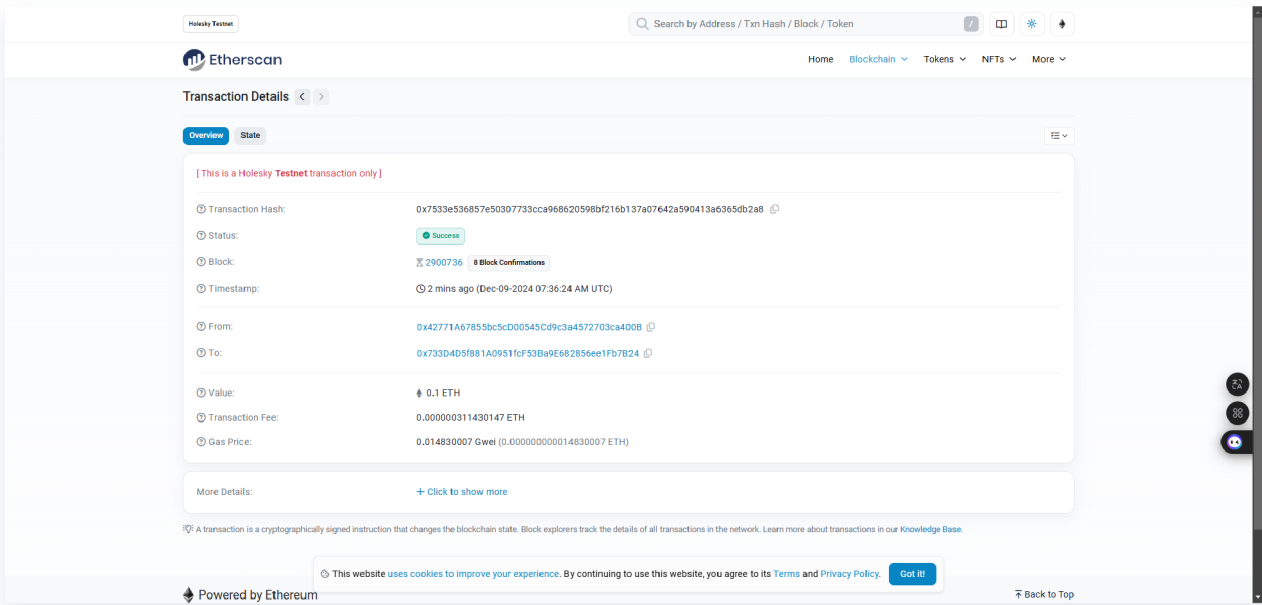 Holesky Testnet
Search by Address / Txn Hash / Block / Token /
Etherscan
Home Blockchain Tokens NFTs More
Transaction Details
Overview State
[ This is a Holesky Testnet transaction only ]
Transaction Hash: 0x7533e536857e50307733cca968620598bf216b137a07642a590413a6365db2a8
Status: Success
Block: 2900736 8 Block Confirmations
Timestamp: 2 mins ago (Dec-09-2024 07:36:24 AM UTC)
From: 0x42771A67855bc5cD00545Cd9c3a4572703ca400B
To: 0x733D4D5f881A0951fcF53Ba9E682856ee1Fb7B24
Value: 0.1 ETH
Transaction Fee: 0.000000311430147 ETH
Gas Price: 0.014830007 Gwei (0.000000000014830007 ETH)
More Details: + Click to show more
A transaction is a cryptographically signed instruction that changes the blockchain state. Block explorers track the details of all transactions in the network. Learn more about transactions in our Knowledge Base.
This website uses cookies to improve your experience. By continuing to use this website, you agree to its Terms and Privacy Policy. Got it!
Powered by Ethereum Back to Top